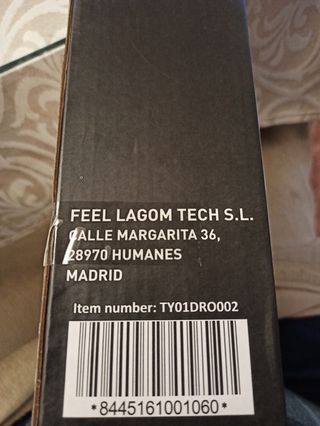 FEEL LAGOM TECH S.L.
CALLE MARGARITA 36,
28970 HUMANES
MADRID
Item number: TY01DRO002
*8445161001060*